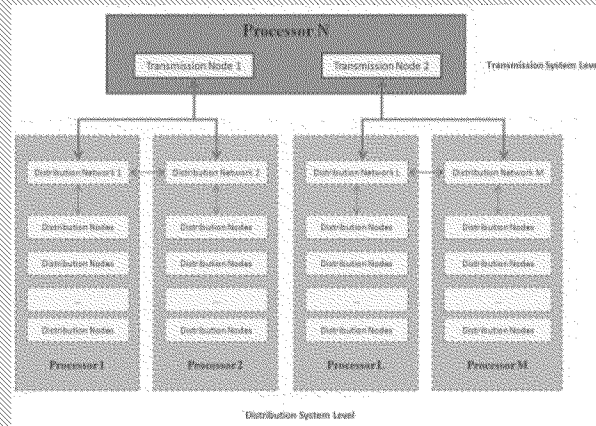 Processor N
Transmission Node 1
Transmission Node 2
Transmission System Leve
Distribution Network 1
Distribution Network 2
Distribution Network L
Distribution Network M
Distribution Nodes
Distribution Nodes
Distribution Nodes
Distribution Nodes
Distribution Nodes
Distribution Nodes
Distribution Nodes
Distribution Nodes
Distribution Nodes
Distribution Nodes
Distribution Nodes
Distribution Nodes
Processor 1
Processor 2
Processor L
Processor M
Distribution System Level